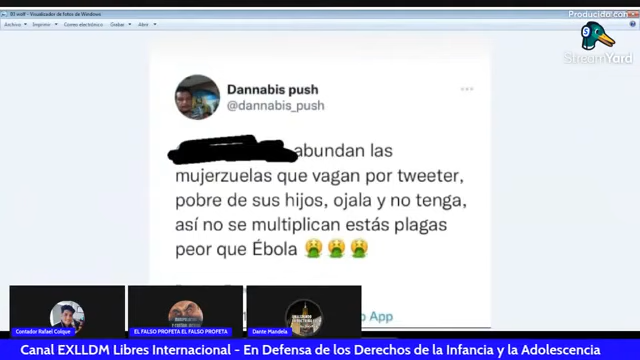 03 mdf - Visualizador de fotos de Windows
Producido con
Archivo Imprimir Correo electrónico Grabar Abrir
StreamYard
Dannabis push
@dannabis_push
abundan las
mujerzuelas que vagan por tweeter,
pobre de sus hijos, ojala y no tenga,
así no se multiplican estás plagas
peor que Ébola 🤮🤮🤮
App
Contador Rafael Colque
EL FALSO PROFETA EL FALSO PROFETA
Dante Mandela
Canal EXLLDM Libres Internacional - En Defensa de los Derechos de la Infancia y la Adolescencia